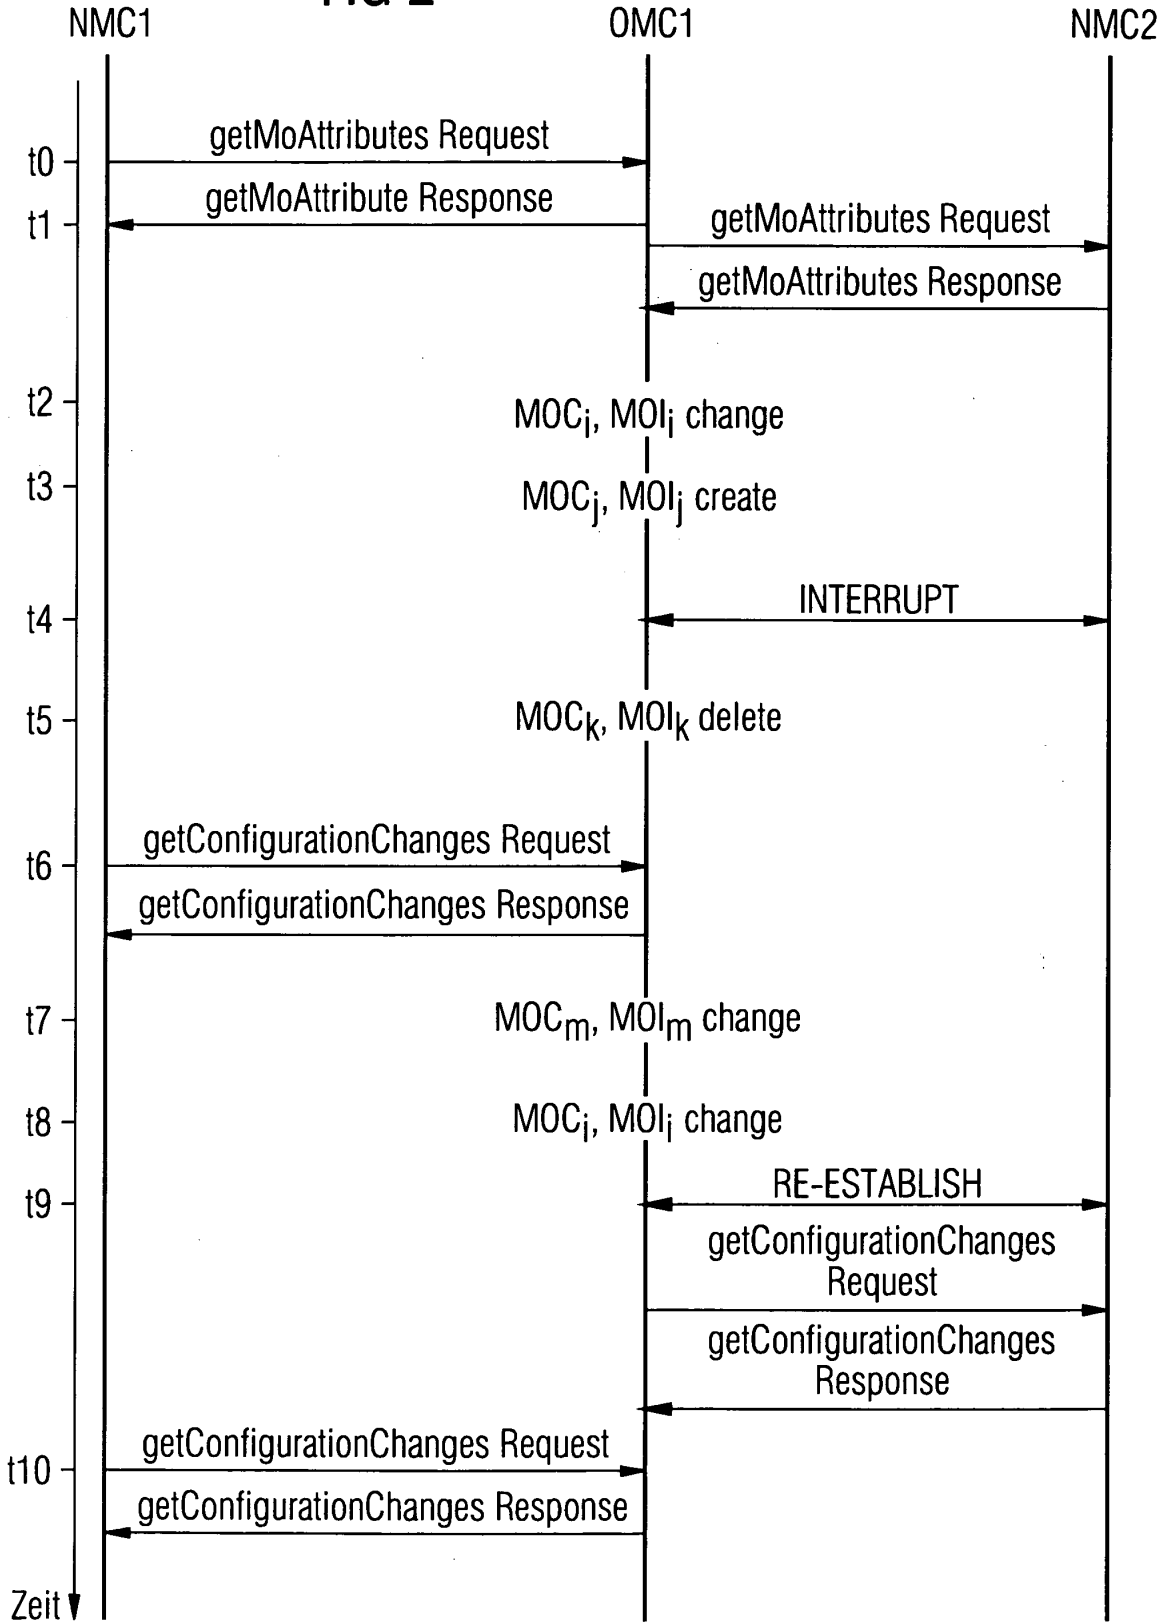 FIG 2
NMC1 OMC1 NMC2
getMoAttributes Request
t0
getMoAttribute Response
t1
getMoAttributes Request
getMoAttributes Response
t2
MOCi, MOIi change
t3
MOCj, MOIj create
INTERRUPT
t4
MOCk, MOIk delete
t5
getConfigurationChanges Request
t6
getConfigurationChanges Response
t7
MOCm, MOIm change
t8
MOCi, MOIi change
RE-ESTABLISH
t9
getConfigurationChanges
Request
getConfigurationChanges
Response
getConfigurationChanges Request
t10
getConfigurationChanges Response
Zeit